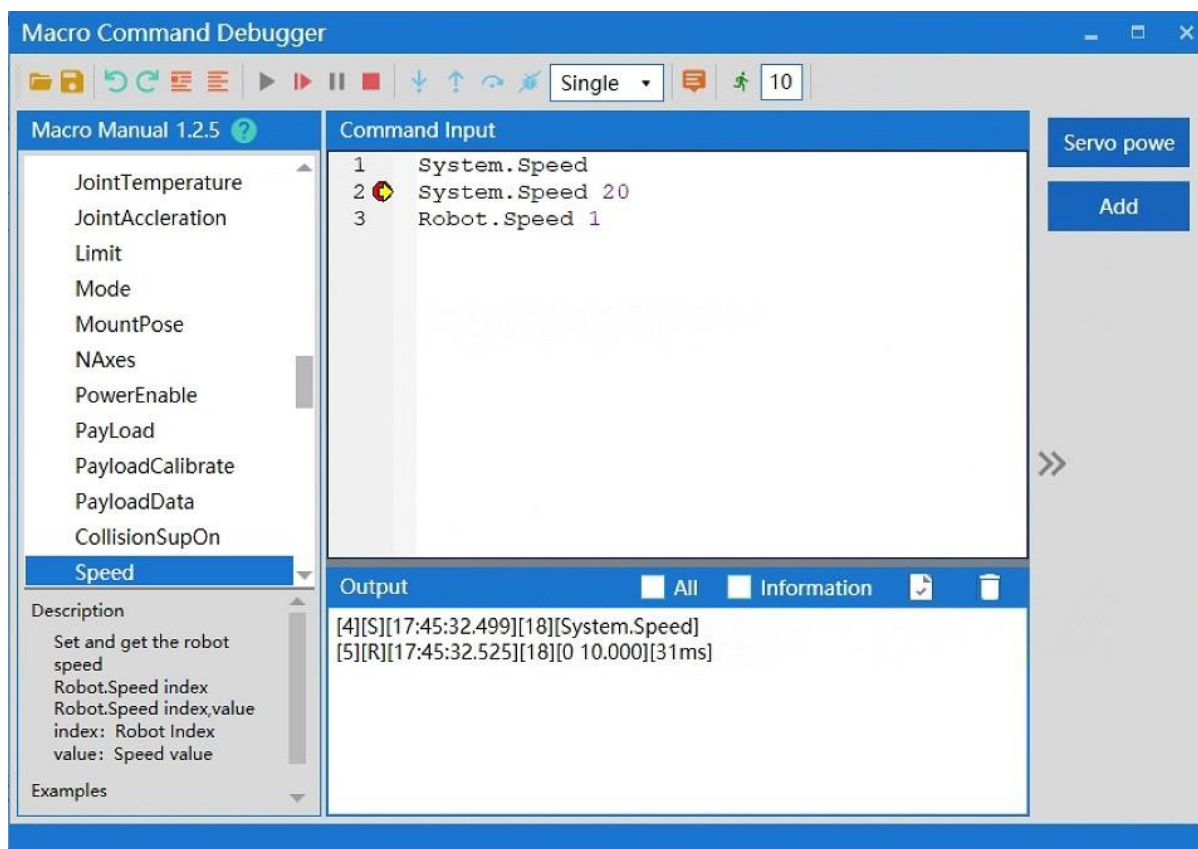 Macro Command Debugger
Single
10
Macro Manual 1.2.5 ?
JointTemperature
JointAccleration
Limit
Mode
MountPose
NAxes
PowerEnable
PayLoad
PayloadCalibrate
PayloadData
CollisionSupOn
Speed
Description
Set and get the robot
speed
Robot.Speed index
Robot.Speed index,value
index: Robot Index
value: Speed value
Examples
Command Input
1 System.Speed
2 System.Speed 20
3 Robot.Speed 1
Output All Information
[4][S][17:45:32.499][18][System.Speed]
[5][R][17:45:32.525][18][0 10.000][31ms]
Servo powe
Add